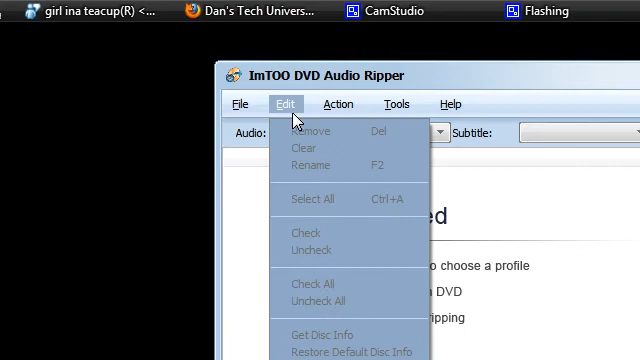 girl ina teacup(R) <...
Dan's Tech Univers...
CamStudio
Flashing
ImTOO DVD Audio Ripper
File Edit Action Tools Help
Audio: Subtitle:
Remove Del
Clear
Rename F2
Select All Ctrl+A
ed
Check
Uncheck
o choose a profile
Check All
DVD
Uncheck All
ipping
Get Disc Info
Restore Default Disc Info